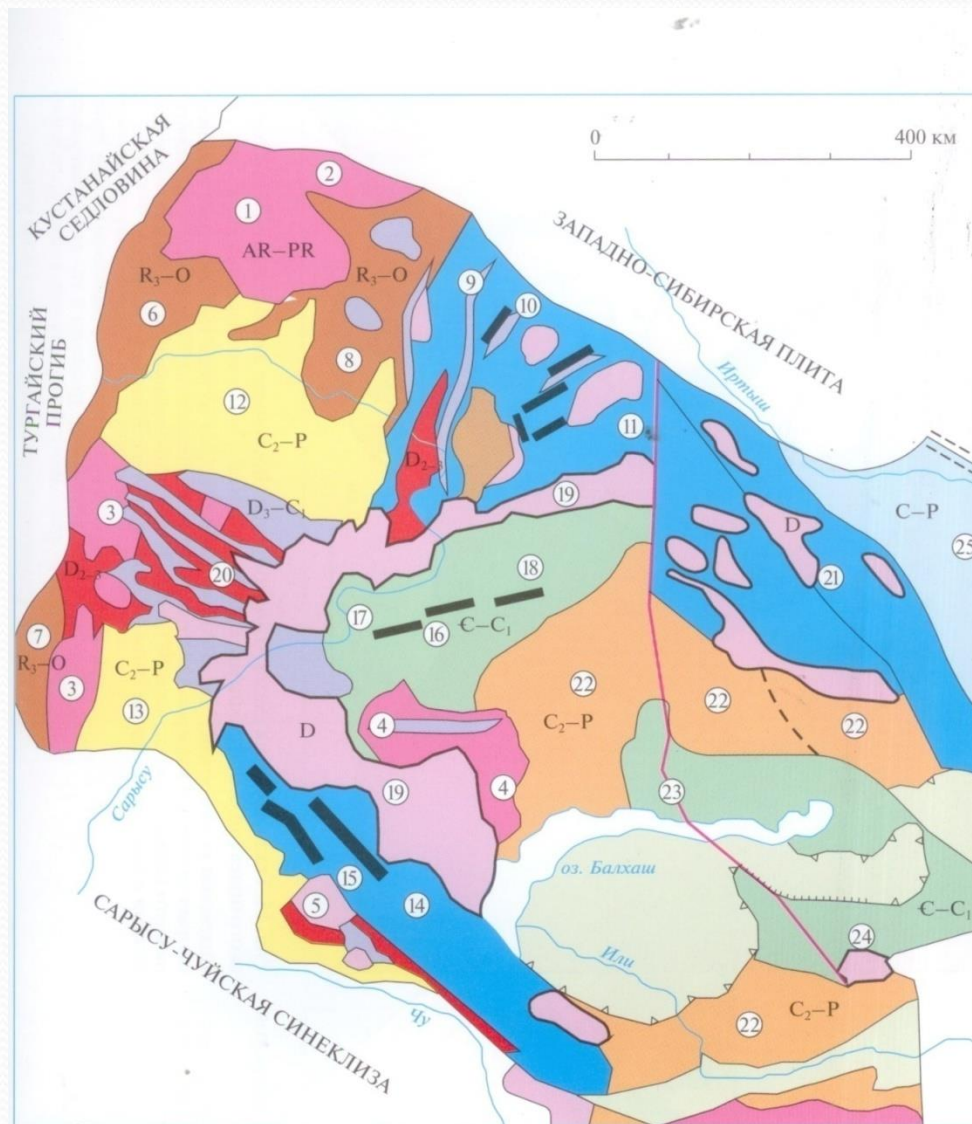 0
400 км
КУСТАНАЙСКАЯ
СЕДЛОВИНА
ЗАПАДНО-СИБИРСКАЯ ПЛИТА
Иртыш
ТУРГАЙСКИЙ
ПРОГИБ
2
1
AR–PR
R₃–O
R₃–O
6
8
9
10
11
12
C₂–P
D₂₋₃
19
C–P
25
3
D₃–C₁
D
21
D₂₋₃
20
18
17
16
Є–C₁
7
R₃–O
3
C₂–P
13
22
C₂–P
22
22
D
4
4
19
23
Сарысу
оз. Балхаш
15
14
5
Є–C₁
24
Или
C₂–P
22
САРЫСУ-ЧУЙСКАЯ СИНЕКЛИЗА
Чу